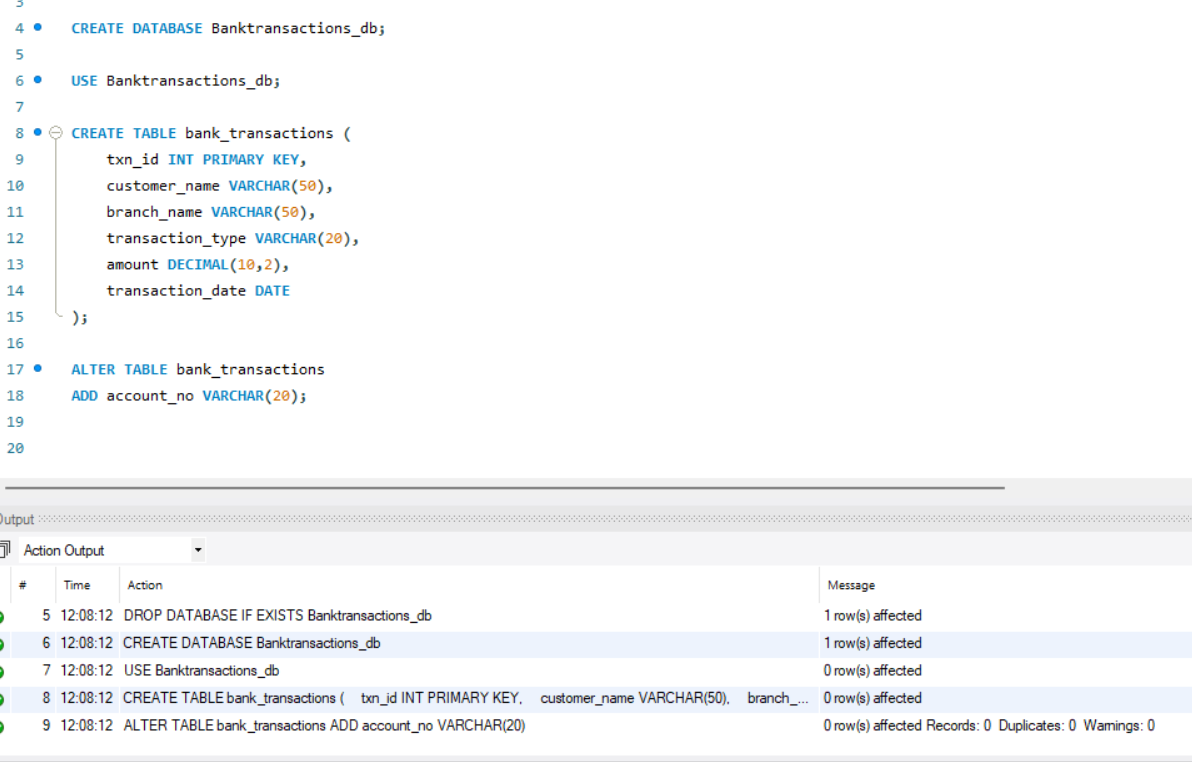 3
4 CREATE DATABASE Banktransactions_db;
5
6 USE Banktransactions_db;
7
8 CREATE TABLE bank_transactions (
9 txn_id INT PRIMARY KEY,
10 customer_name VARCHAR(50),
11 branch_name VARCHAR(50),
12 transaction_type VARCHAR(20),
13 amount DECIMAL(10,2),
14 transaction_date DATE
15 );
16
17 ALTER TABLE bank_transactions
18 ADD account_no VARCHAR(20);
19
20
Output
Action Output
# Time Action Message
5 12:08:12 DROP DATABASE IF EXISTS Banktransactions_db 1 row(s) affected
6 12:08:12 CREATE DATABASE Banktransactions_db 1 row(s) affected
7 12:08:12 USE Banktransactions_db 0 row(s) affected
8 12:08:12 CREATE TABLE bank_transactions ( txn_id INT PRIMARY KEY, customer_name VARCHAR(50), branch_... 0 row(s) affected
9 12:08:12 ALTER TABLE bank_transactions ADD account_no VARCHAR(20) 0 row(s) affected Records: 0 Duplicates: 0 Warnings: 0